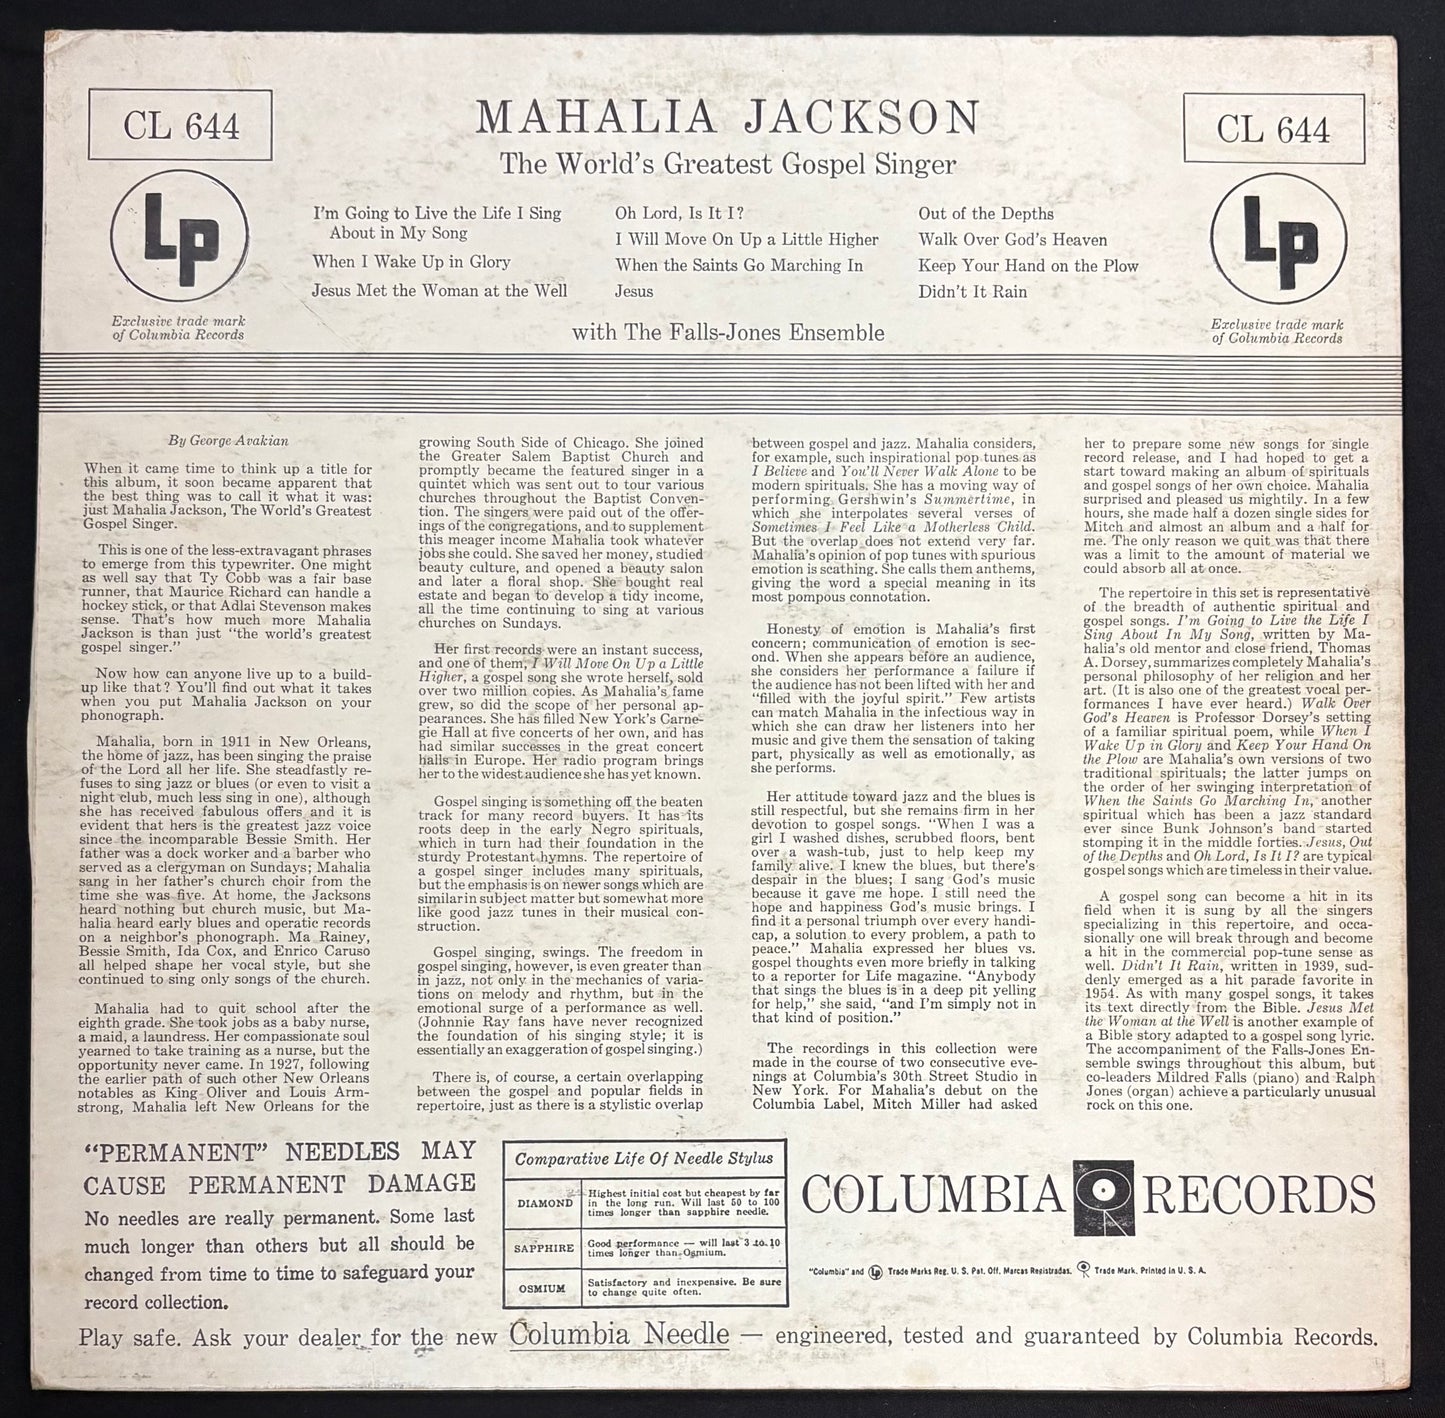 CL 644
LP
Exclusive trade mark
of Columbia Records
MAHALIA JACKSON
The World's Greatest Gospel Singer
I'm Going to Live the Life I Sing
About in My Song
When I Wake Up in Glory
Jesus Met the Woman at the Well
Oh Lord, Is It I?
I Will Move On Up a Little Higher
When the Saints Go Marching In
Jesus
Out of the Depths
Walk Over God's Heaven
Keep Your Hand on the Plow
Didn't It Rain
with The Falls-Jones Ensemble
CL 644
LP
Exclusive trade mark
of Columbia Records
By George Avakian
When it came time to think up a title for
this album, it soon became apparent that
the best thing was to call it what it was:
just Mahalia Jackson, The World's Greatest
Gospel Singer.
This is one of the less-extravagant phrases
to emerge from this typewriter. One might
as well say that Ty Cobb was a fair base
runner, that Maurice Richard can handle a
hockey stick, or that Adlai Stevenson makes
sense. That's how much more Mahalia
Jackson is than just "the world's greatest
gospel singer."
Now how can anyone live up to a build-
up like that? You'll find out what it takes
when you put Mahalia Jackson on your
phonograph.
Mahalia, born in 1911 in New Orleans,
the home of jazz, has been singing the praise
of the Lord all her life. She steadfastly re-
fuses to sing jazz or blues (or even to visit a
night club, much less sing in one), although
she has received fabulous offers and it is
evident that hers is the greatest jazz voice
since the incomparable Bessie Smith. Her
father was a dock worker and a barber who
served as a clergyman on Sundays; Mahalia
sang in her father's church choir from the
time she was five. At home, the Jacksons
heard nothing but church music, but Ma-
halia heard early blues and operatic records
on a neighbor's phonograph. Ma Rainey,
Bessie Smith, Ida Cox, and Enrico Caruso
all helped shape her vocal style, but she
continued to sing only songs of the church.
Mahalia had to quit school after the
eighth grade. She took jobs as a baby nurse,
a maid, a laundress. Her compassionate soul
yearned to take training as a nurse, but the
opportunity never came. In 1927, following
the earlier path of such other New Orleans
notables as King Oliver and Louis Arm-
strong, Mahalia left New Orleans for the
growing South Side of Chicago. She joined
the Greater Salem Baptist Church and
promptly became the featured singer in a
quintet which was sent out to tour various
churches throughout the Baptist Conven-
tion. The singers were paid out of the offer-
ings of the congregations, and to supplement
this meager income Mahalia took whatever
jobs she could. She saved her money, studied
beauty culture, and opened a beauty salon
and later a floral shop. She bought real
estate and began to develop a tidy income,
all the time continuing to sing at various
churches on Sundays.
Her first records were an instant success,
and one of them, I Will Move On Up a Little
Higher, a gospel song she wrote herself, sold
over two million copies. As Mahalia's fame
grew, so did the scope of her personal ap-
pearances. She has filled New York's Carne-
gie Hall at five concerts of her own, and has
had similar successes in the great concert
halls in Europe. Her radio program brings
her to the widest audience she has yet known.
Gospel singing is something off the beaten
track for many record buyers. It has its
roots deep in the early Negro spirituals,
which in turn had their foundation in the
sturdy Protestant hymns. The repertoire of
a gospel singer includes many spirituals,
but the emphasis is on newer songs which are
similar in subject matter but somewhat more
like good jazz tunes in their musical con-
struction.
Gospel singing, swings. The freedom in
gospel singing, however, is even greater than
in jazz, not only in the mechanics of varia-
tions on melody and rhythm, but in the
emotional surge of a performance as well.
(Johnnie Ray fans have never recognized
the foundation of his singing style; it is
essentially an exaggeration of gospel singing.)
There is, of course, a certain overlapping
between the gospel and popular fields in
repertoire, just as there is a stylistic overlap
between gospel and jazz. Mahalia considers,
for example, such inspirational pop tunes as
I Believe and You'll Never Walk Alone to be
modern spirituals. She has a moving way of
performing Gershwin's Summertime, in
which she interpolates several verses of
Sometimes I Feel Like a Motherless Child.
But the overlap does not extend very far.
Mahalia's opinion of pop tunes with spurious
emotion is scathing. She calls them anthems,
giving the word a special meaning in its
most pompous connotation.
Honesty of emotion is Mahalia's first
concern; communication of emotion is sec-
ond. When she appears before an audience,
she considers her performance a failure if
the audience has not been lifted with her and
"filled with the joyful spirit." Few artists
can match Mahalia in the infectious way in
which she can draw her listeners into her
music and give them the sensation of taking
part, physically as well as emotionally, as
she performs.
Her attitude toward jazz and the blues is
still respectful, but she remains firm in her
devotion to gospel songs. "When I was a
girl I washed dishes, scrubbed floors, bent
over a wash-tub, just to help keep my
family alive. I knew the blues, but there's
despair in the blues; I sang God's music
because it gave me hope. I still need the
hope and happiness God's music brings. I
find it a personal triumph over every handi-
cap, a solution to every problem, a path to
peace." Mahalia expressed her blues vs.
gospel thoughts even more briefly in talking
to a reporter for Life magazine. "Anybody
that sings the blues is in a deep pit yelling
for help," she said, "and I'm simply not in
that kind of position."
The recordings in this collection were
made in the course of two consecutive eve-
nings at Columbia's 30th Street Studio in
New York. For Mahalia's debut on the
Columbia Label, Mitch Miller had asked
her to prepare some new songs for single
record release, and I had hoped to get a
start toward making an album of spirituals
and gospel songs of her own choice. Mahalia
surprised and pleased us mightily. In a few
hours, she made half a dozen single sides for
Mitch and almost an album and a half for
me. The only reason we quit was that there
was a limit to the amount of material we
could absorb all at once.
The repertoire in this set is representative
of the breadth of authentic spiritual and
gospel songs. I'm Going to Live the Life I
Sing About In My Song, written by Ma-
halia's old mentor and close friend, Thomas
A. Dorsey, summarizes completely Mahalia's
personal philosophy of her religion and her
art. (It is also one of the greatest vocal per-
formances I have ever heard.) Walk Over
God's Heaven is Professor Dorsey's setting
of a familiar spiritual poem, while When I
Wake Up in Glory and Keep Your Hand On
the Plow are Mahalia's own versions of two
traditional spirituals; the latter jumps on
the order of her swinging interpretation of
When the Saints Go Marching In, another
spiritual which has been a jazz standard
ever since Bunk Johnson's band started
stomping it in the middle forties. Jesus, Out
of the Depths and Oh Lord, Is It I? are typical
gospel songs which are timeless in their value.
A gospel song can become a hit in its
field when it is sung by all the singers
specializing in this repertoire, and occa-
sionally one will break through and become
a hit in the commercial pop-tune sense as
well. Didn't It Rain, written in 1939, sud-
denly emerged as a hit parade favorite in
1954. As with many gospel songs, it takes
its text directly from the Bible. Jesus Met
the Woman at the Well is another example of
a Bible story adapted to a gospel song lyric.
The accompaniment of the Falls-Jones En-
semble swings throughout this album, but
co-leaders Mildred Falls (piano) and Ralph
Jones (organ) achieve a particularly unusual
rock on this one.
"PERMANENT" NEEDLES MAY
CAUSE PERMANENT DAMAGE
No needles are really permanent. Some last
much longer than others but all should be
changed from time to time to safeguard your
record collection.
Comparative Life Of Needle Stylus
DIAMOND
Highest initial cost but cheapest by far
in the long run. Will last 50 to 100
times longer than sapphire needle.
SAPPHIRE
Good performance — will last 3 to 10
times longer than Osmium.
OSMIUM
Satisfactory and inexpensive. Be sure
to change quite often.
COLUMBIA RECORDS
"Columbia" and LP Trade Marks Reg. U. S. Pat. Off. Marcas Registradas. Trade Mark. Printed in U. S. A.
Play safe. Ask your dealer for the new Columbia Needle — engineered, tested and guaranteed by Columbia Records.